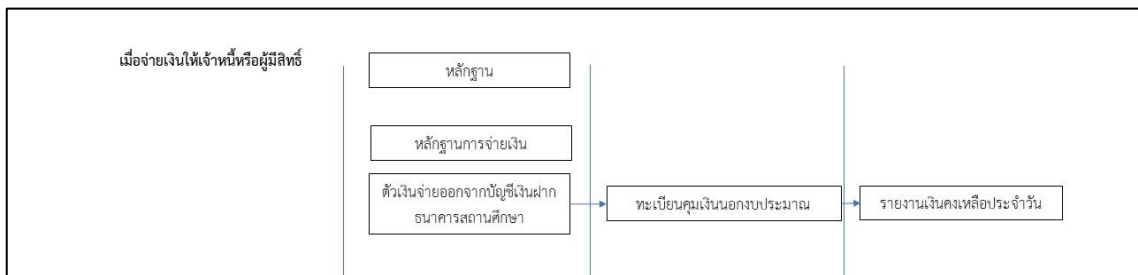 เมื่อจ่ายเงินให้เจ้าหนี้หรือผู้มีสิทธิ์
หลักฐาน
หลักฐานการจ่ายเงิน
ตัวเงินจ่ายออกจากบัญชีเงินฝาก
ธนาคารสถานศึกษา
ทะเบียนคุมเงินนอกงบประมาณ
รายงานเงินคงเหลือประจำวัน